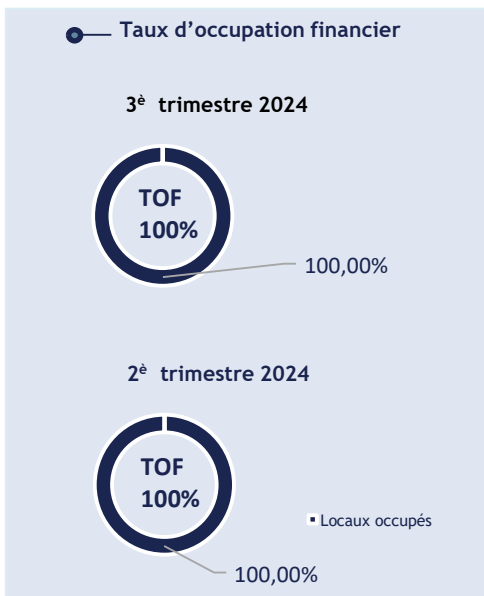 Taux d’occupation financier
3è trimestre 2024
TOF
100%
100,00%
2è trimestre 2024
TOF
100%
Locaux occupés
100,00%